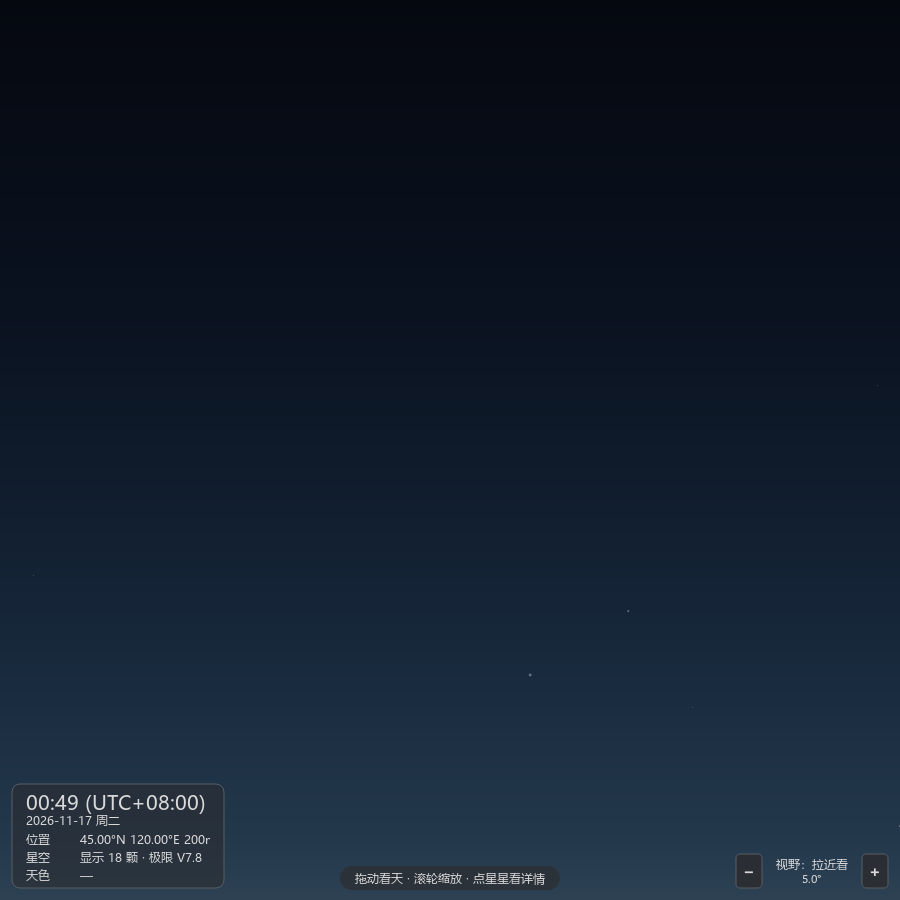 00:49 (UTC+08:00)
2026-11-17 周二
位置 45.00°N 120.00°E 200r
星空 显示 18 颗 · 极限 V7.8
天色 —
拖动看天 · 滚轮缩放 · 点星星看详情
− 视野：拉近看 +
5.0°